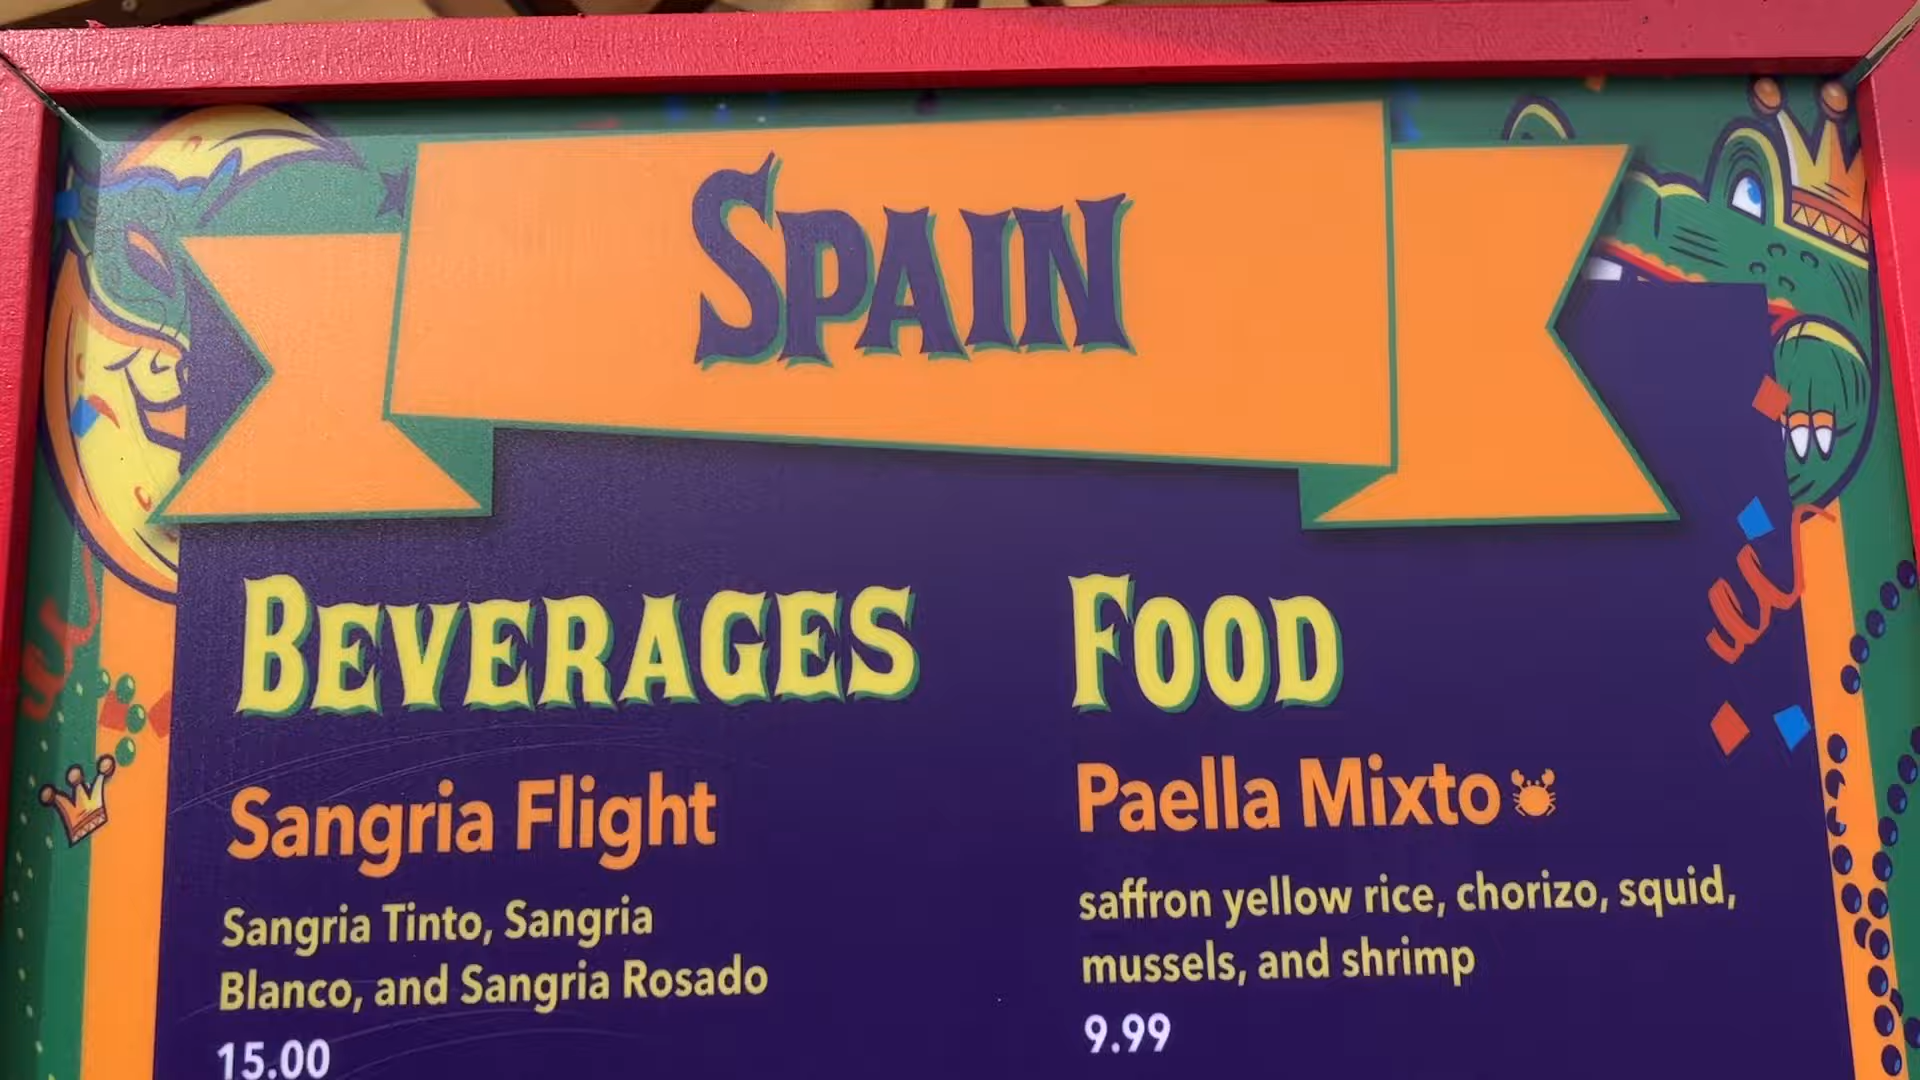 SPAIN
BEVERAGES
Sangria Flight
Sangria Tinto, Sangria
Blanco, and Sangria Rosado
15.00
FOOD
Paella Mixto
saffron yellow rice, chorizo, squid,
mussels, and shrimp
9.99